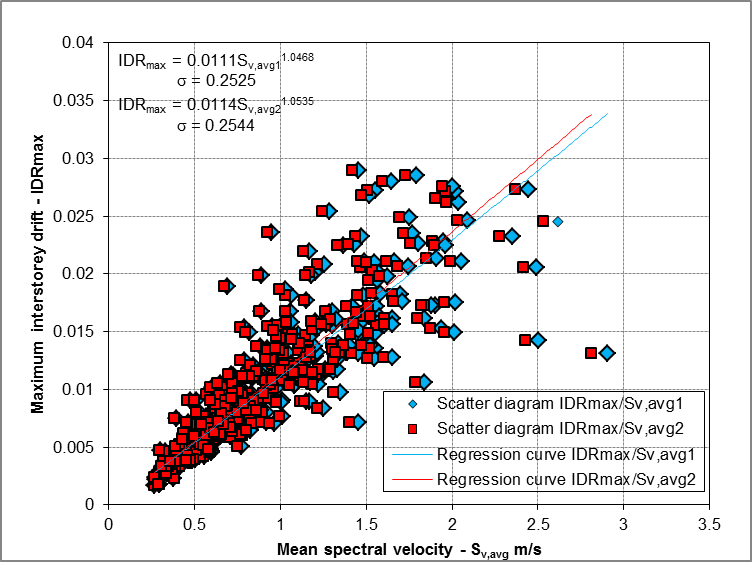 0.04
IDRmax = 0.0111Sv,avg1^1.0468
σ = 0.2525
0.035
IDRmax = 0.0114Sv,avg2^1.0535
σ = 0.2544
0.03
0.025
0.02
0.015
0.01
0.005
0
Maximum interstorey drift - IDRmax
Scatter diagram IDRmax/Sv,avg1
Scatter diagram IDRmax/Sv,avg2
Regression curve IDRmax/Sv,avg1
Regression curve IDRmax/Sv,avg2
0 0.5 1 1.5 2 2.5 3 3.5
Mean spectral velocity - Sv,avg m/s